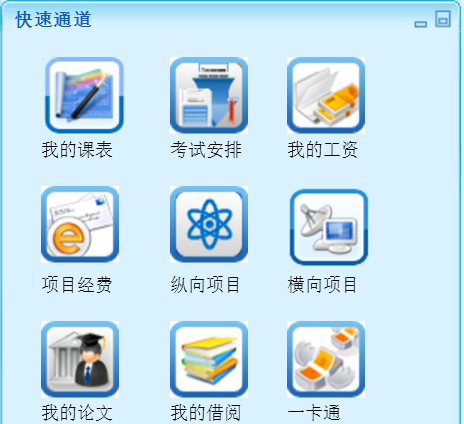 快速通道
我的课表 考试安排 我的工资
项目经费 纵向项目 横向项目
我的论文 我的借阅 一卡通